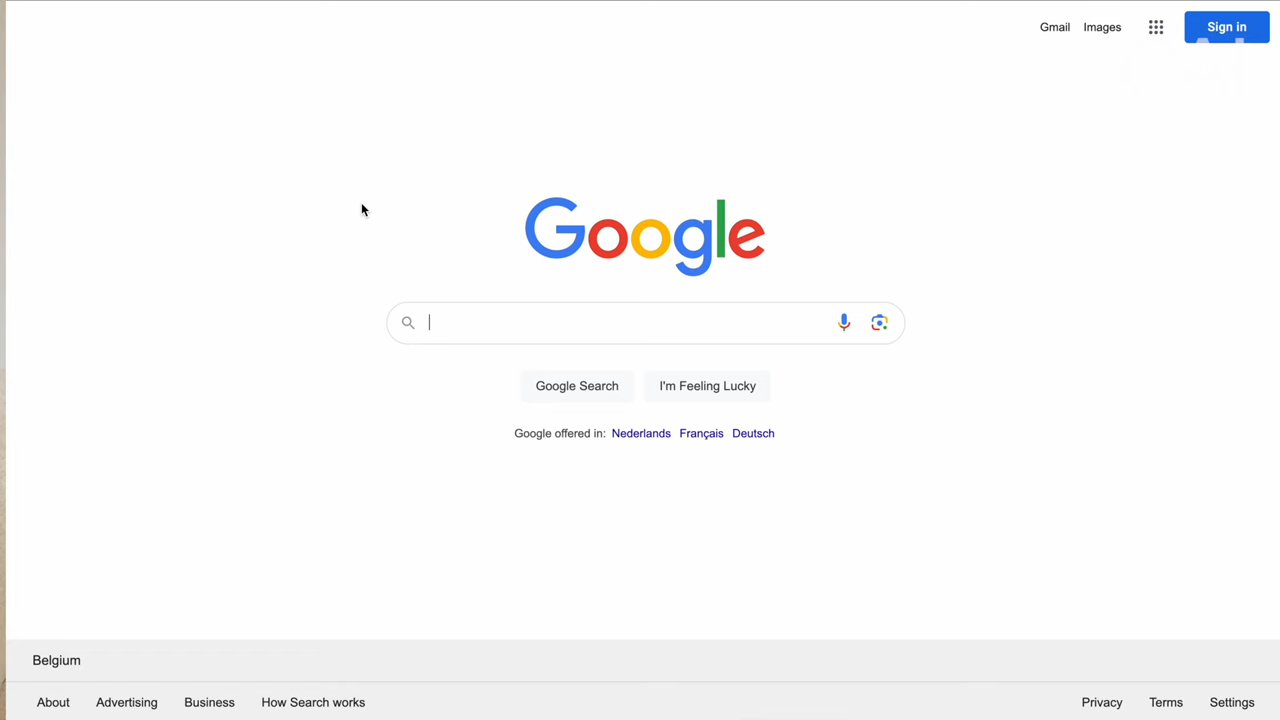 Gmail Images Sign in
Google
Google Search I'm Feeling Lucky
Google offered in: Nederlands Français Deutsch
Belgium
About Advertising Business How Search works Privacy Terms Settings